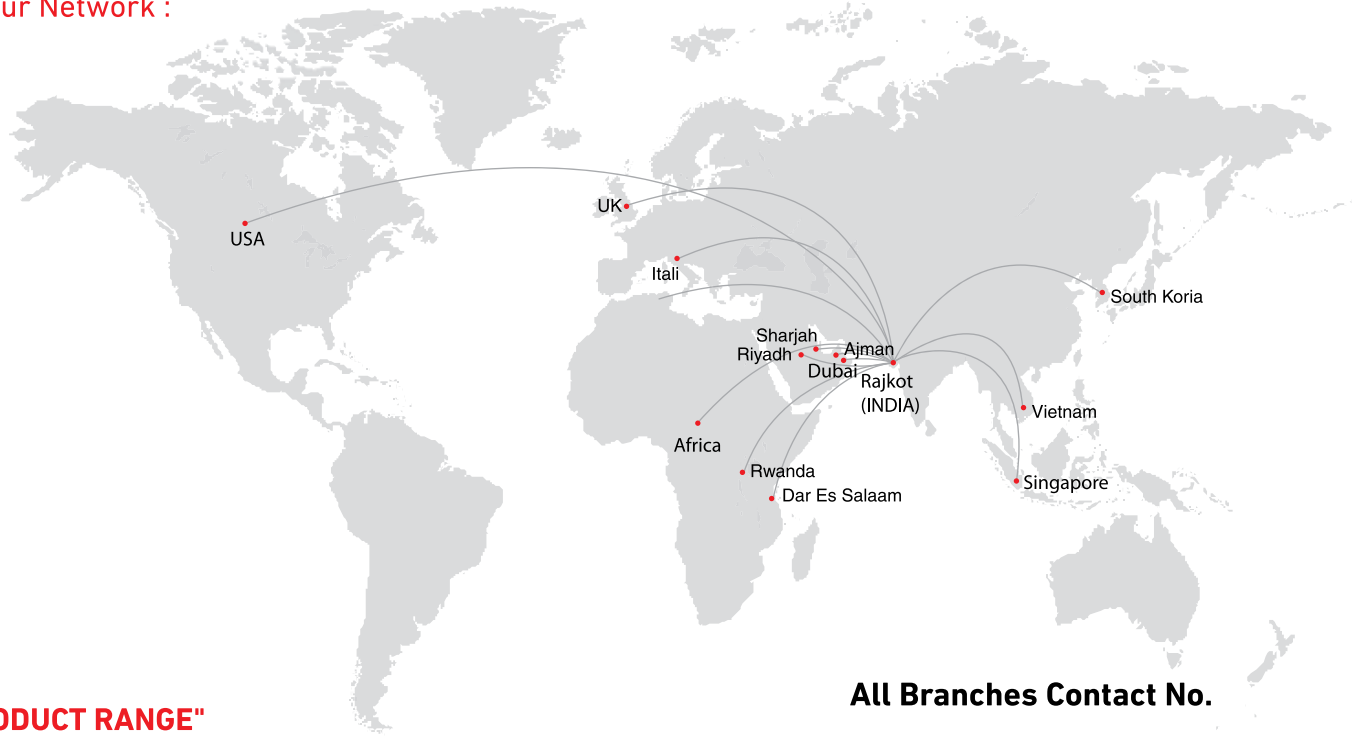 ur Network :
UK
USA
Itali
South Koria
Sharjah
Ajman
Riyadh
Dubai
Rajkot
(INDIA)
Vietnam
Africa
Rwanda
Singapore
Dar Es Salaam
All Branches Contact No.
ODUCT RANGE"